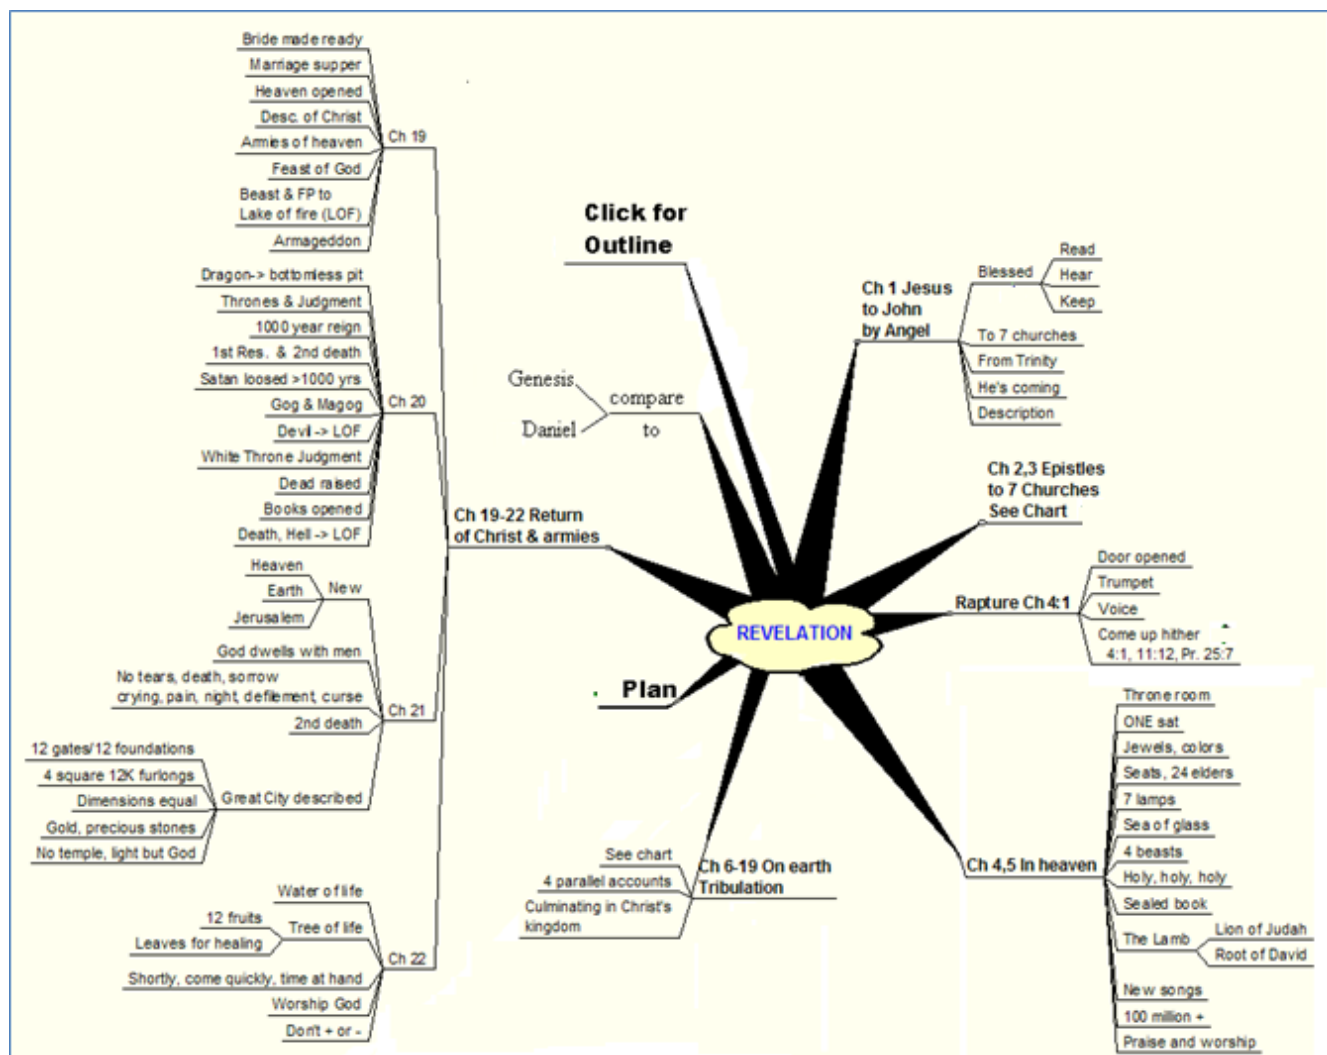 Bride made ready
Marriage supper
Heaven opened
Desc. of Christ
Armies of heaven
Feast of God
Beast & FP to
Lake of fire (LOF)
Armageddon
Ch 19
Dragon-> bottomless pit
Thrones & Judgment
1000 year reign
1st Res. & 2nd death
Satan loosed >1000 yrs
Gog & Magog
Devil -> LOF
White Throne Judgment
Dead raised
Books opened
Death, Hell -> LOF
Ch 20
Heaven
Earth
Jerusalem
New
God dwells with men
No tears, death, sorrow
crying, pain, night, defilement, curse
2nd death
Ch 21
12 gates/12 foundations
4 square 12K furlongs
Dimensions equal
Gold, precious stones
No temple, light but God
Great City described
Water of life
12 fruits
Leaves for healing
Tree of life
Shortly, come quickly, time at hand
Worship God
Don't + or -
Ch 22
Ch 19-22 Return
of Christ & armies
Click for
Outline
Genesis
Daniel
compare
to
REVELATION
Plan
See chart
4 parallel accounts
Culminating in Christ's
kingdom
Ch 6-19 On earth
Tribulation
Ch 1 Jesus
to John
by Angel
Blessed
Read
Hear
Keep
To 7 churches
From Trinity
He's coming
Description
Ch 2,3 Epistles
to 7 Churches
See Chart
Rapture Ch 4:1
Door opened
Trumpet
Voice
Come up hither
4:1, 11:12, Pr. 25:7
Ch 4,5 In heaven
Throne room
ONE sat
Jewels, colors
Seats, 24 elders
7 lamps
Sea of glass
4 beasts
Holy, holy, holy
Sealed book
The Lamb
Lion of Judah
Root of David
New songs
100 million +
Praise and worship